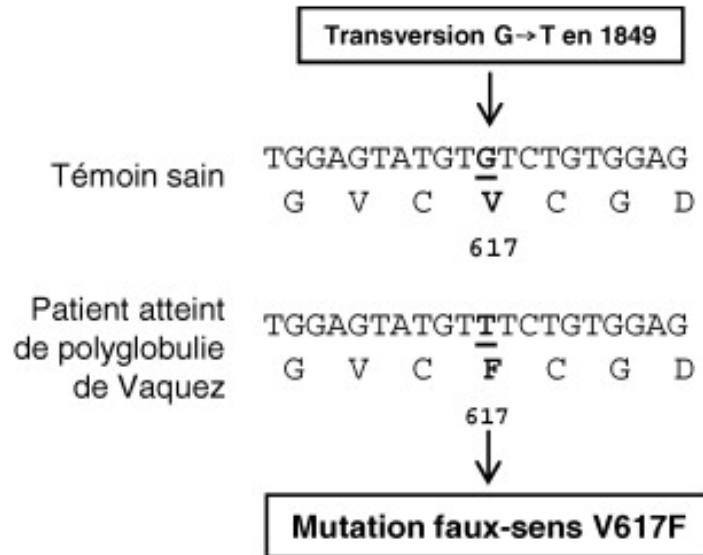 Transversion G→T en 1849
Témoin sain
TGGAGTATGTGTCTGTGGAG
G V C V C G D
617
Patient atteint
de polyglobulie
de Vaquez
TGGAGTATGTTTCTGTGGAG
G V C F C G D
617
Mutation faux-sens V617F